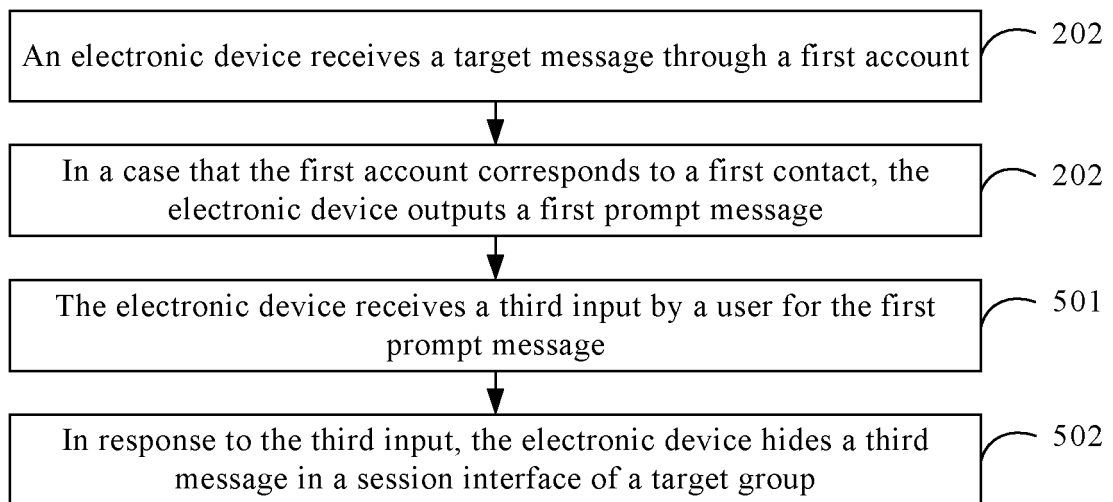 An electronic device receives a target message through a first account
202
In a case that the first account corresponds to a first contact, the
electronic device outputs a first prompt message
202
The electronic device receives a third input by a user for the first
prompt message
501
In response to the third input, the electronic device hides a third
message in a session interface of a target group
502